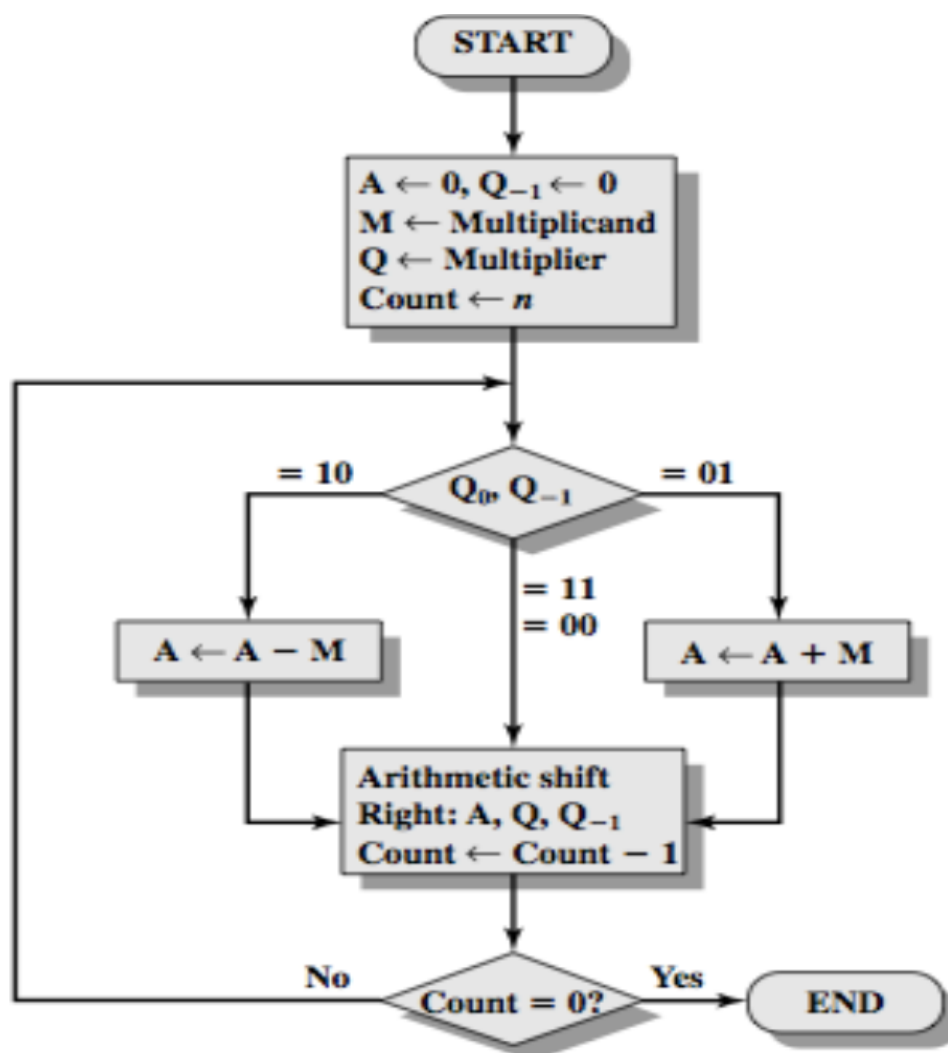 START
A ← 0, Q₋₁ ← 0
M ← Multiplicand
Q ← Multiplier
Count ← n
= 10
Q₀, Q₋₁
= 01
= 11
= 00
A ← A − M
A ← A + M
Arithmetic shift
Right: A, Q, Q₋₁
Count ← Count − 1
No
Count = 0?
Yes
END